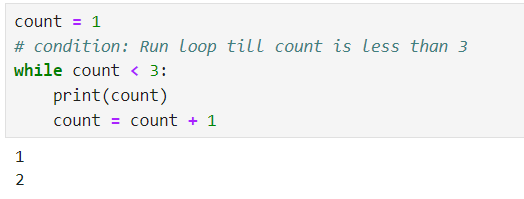 count = 1
# condition: Run loop till count is less than 3
while count < 3:
    print(count)
    count = count + 1
1
2